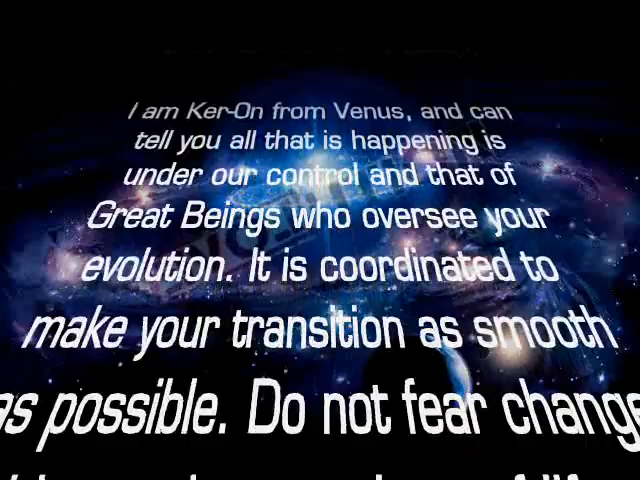 I am Ker-On from Venus, and can
tell you all that is happening is
under our control and that of
Great Beings who oversee your
evolution. It is coordinated to
make your transition as smooth
as possible. Do not fear change